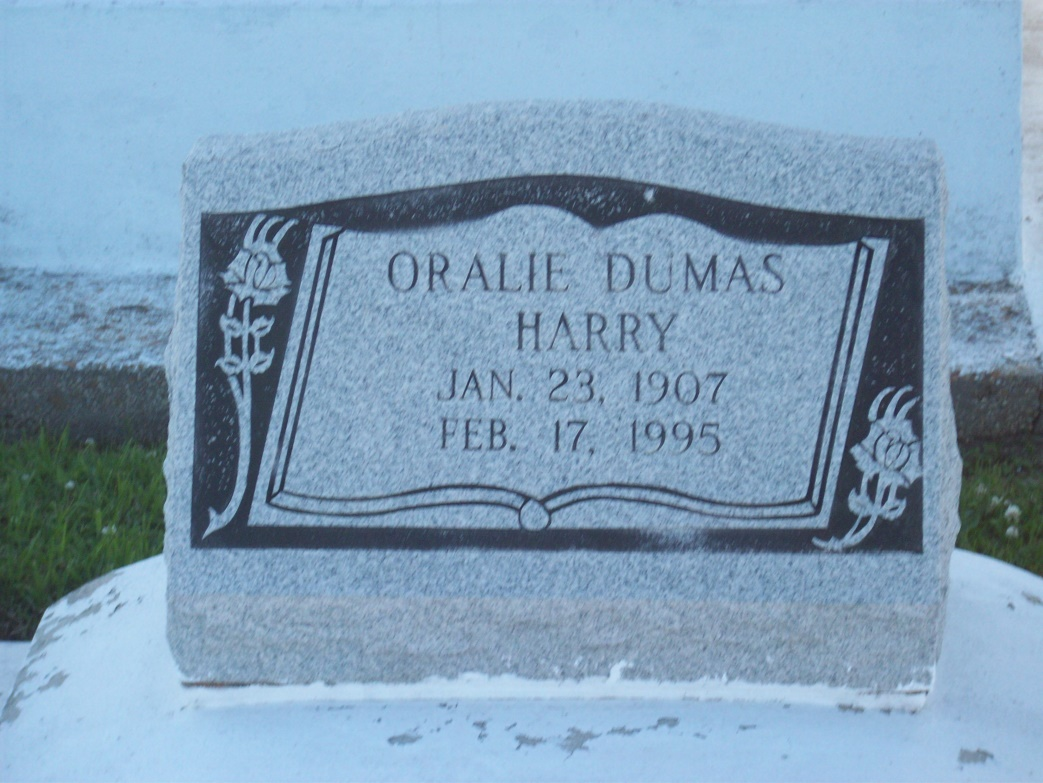 ORALIE DUMAS
HARRY
JAN. 23, 1907
FEB. 17, 1995